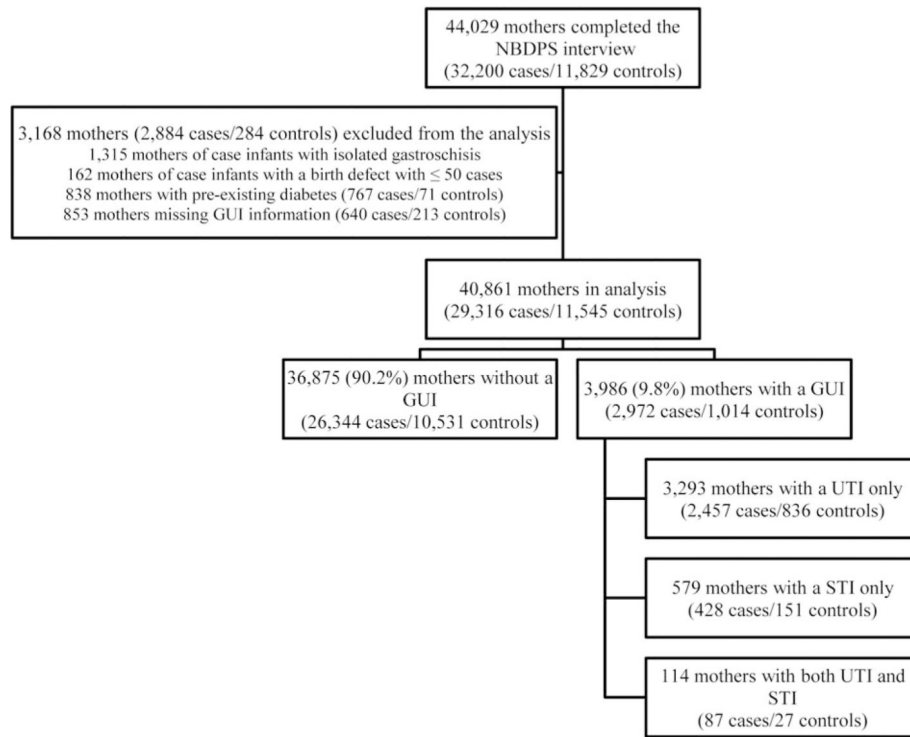 44,029 mothers completed the
NBDPS interview
(32,200 cases/11,829 controls)
3,168 mothers (2,884 cases/284 controls) excluded from the analysis
1,315 mothers of case infants with isolated gastroschisis
162 mothers of case infants with a birth defect with ≤ 50 cases
838 mothers with pre-existing diabetes (767 cases/71 controls)
853 mothers missing GUI information (640 cases/213 controls)
40,861 mothers in analysis
(29,316 cases/11,545 controls)
36,875 (90.2%) mothers without a
GUI
(26,344 cases/10,531 controls)
3,986 (9.8%) mothers with a GUI
(2,972 cases/1,014 controls)
3,293 mothers with a UTI only
(2,457 cases/836 controls)
579 mothers with a STI only
(428 cases/151 controls)
114 mothers with both UTI and
STI
(87 cases/27 controls)